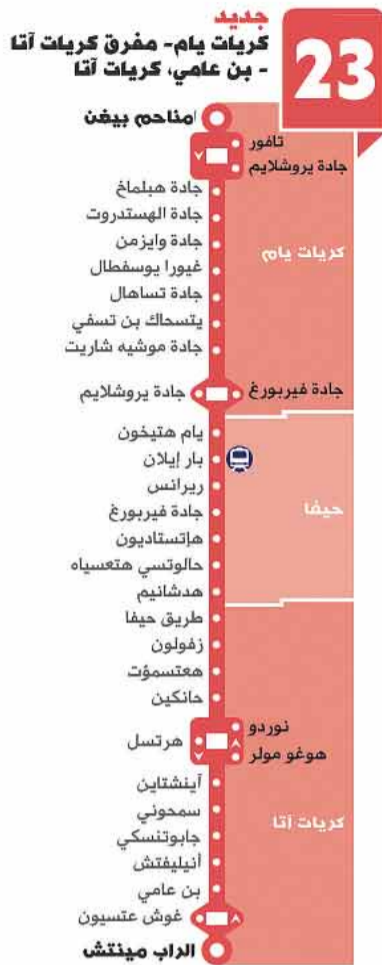 جديد
كريات يام- مفرق كريات آتا
- بن عامي، كريات آتا
23
مناحم بيغن
تافور
جادة يروشلايم
جادة هبلماخ
جادة الهستدروت
جادة وايزمن
كريات يام
غيورا يوسفطال
جادة تساهال
يتسحاك بن تسفي
جادة موشيه شاريت
جادة فيربورغ
جادة يروشلايم
يام هتيخون
بار إيلان
ريرانس
حيفا
جادة فيربورغ
هإتستاديون
حالوتسي هتعسياه
هدشانيم
طريق حيفا
زفولون
هعتسمؤت
حانكين
نوردو
هرتسل
هوغو مولر
آينشتاين
سمحوني
كريات آتا
جابوتنسكي
أنيليفتش
بن عامي
غوش عتسيون
الراب مينتش